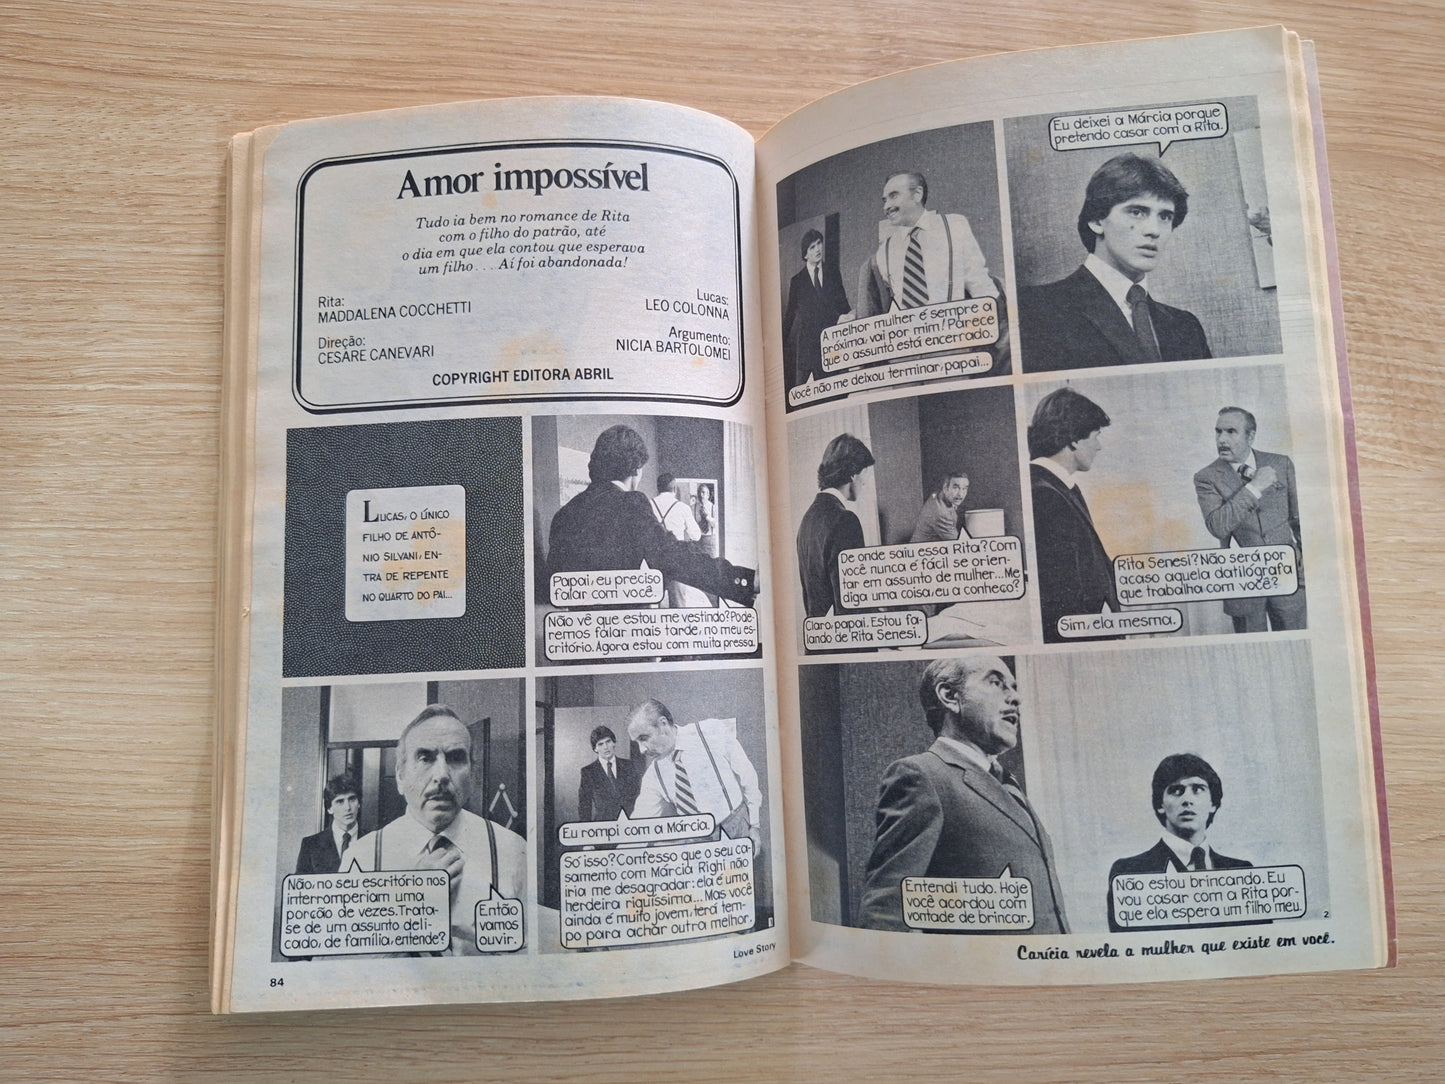 Amor impossível
Tudo ia bem no romance de Rita
com o filho do patrão, até
o dia em que ela contou que esperava
um filho... Aí foi abandonada!
Rita:
MADDALENA COCCHETTI
Lucas:
LEO COLONNA
Direção:
CESARE CANEVARI
Argumento:
NICIA BARTOLOMEI
COPYRIGHT EDITORA ABRIL
LUCAS, O ÚNICO
FILHO DE ANTÔ-
NIO SILVANI, EN-
TRA DE REPENTE
NO QUARTO DO PAI...
Papai, eu preciso
falar com você.
Não vê que estou me vestindo? Pode-
remos falar mais tarde, no meu es-
critório. Agora estou com muita pressa.
Não, no seu escritório nos
interromperiam uma
porção de vezes. Trata-
se de um assunto deli-
cado, de família, entende?
Então
vamos
ouvir.
Eu rompi com a Márcia.
Só isso? Confesso que o seu ca-
samento com Márcia Righi não
iria me desagradar: ela é uma
herdeira riquíssima... Mas você
ainda é muito jovem, terá tem-
po para achar outra melhor.
1
84
Love Story
A melhor mulher é sempre a
próxima, vai por mim! Parece
que o assunto está encerrado.
Você não me deixou terminar, papai...
Eu deixei a Márcia porque
pretendo casar com a Rita.
De onde saiu essa Rita? Com
você nunca é fácil se orien-
tar em assunto de mulher... Me
diga uma coisa, eu a conheço?
Claro, papai. Estou fa-
lando de Rita Senesi.
Rita Senesi? Não será por
acaso aquela datilógrafa
que trabalha com você?
Sim, ela mesma.
Entendi tudo. Hoje
você acordou com
vontade de brincar.
Não estou brincando. Eu
vou casar com a Rita por-
que ela espera um filho meu.
2
Carícia revela a mulher que existe em você.